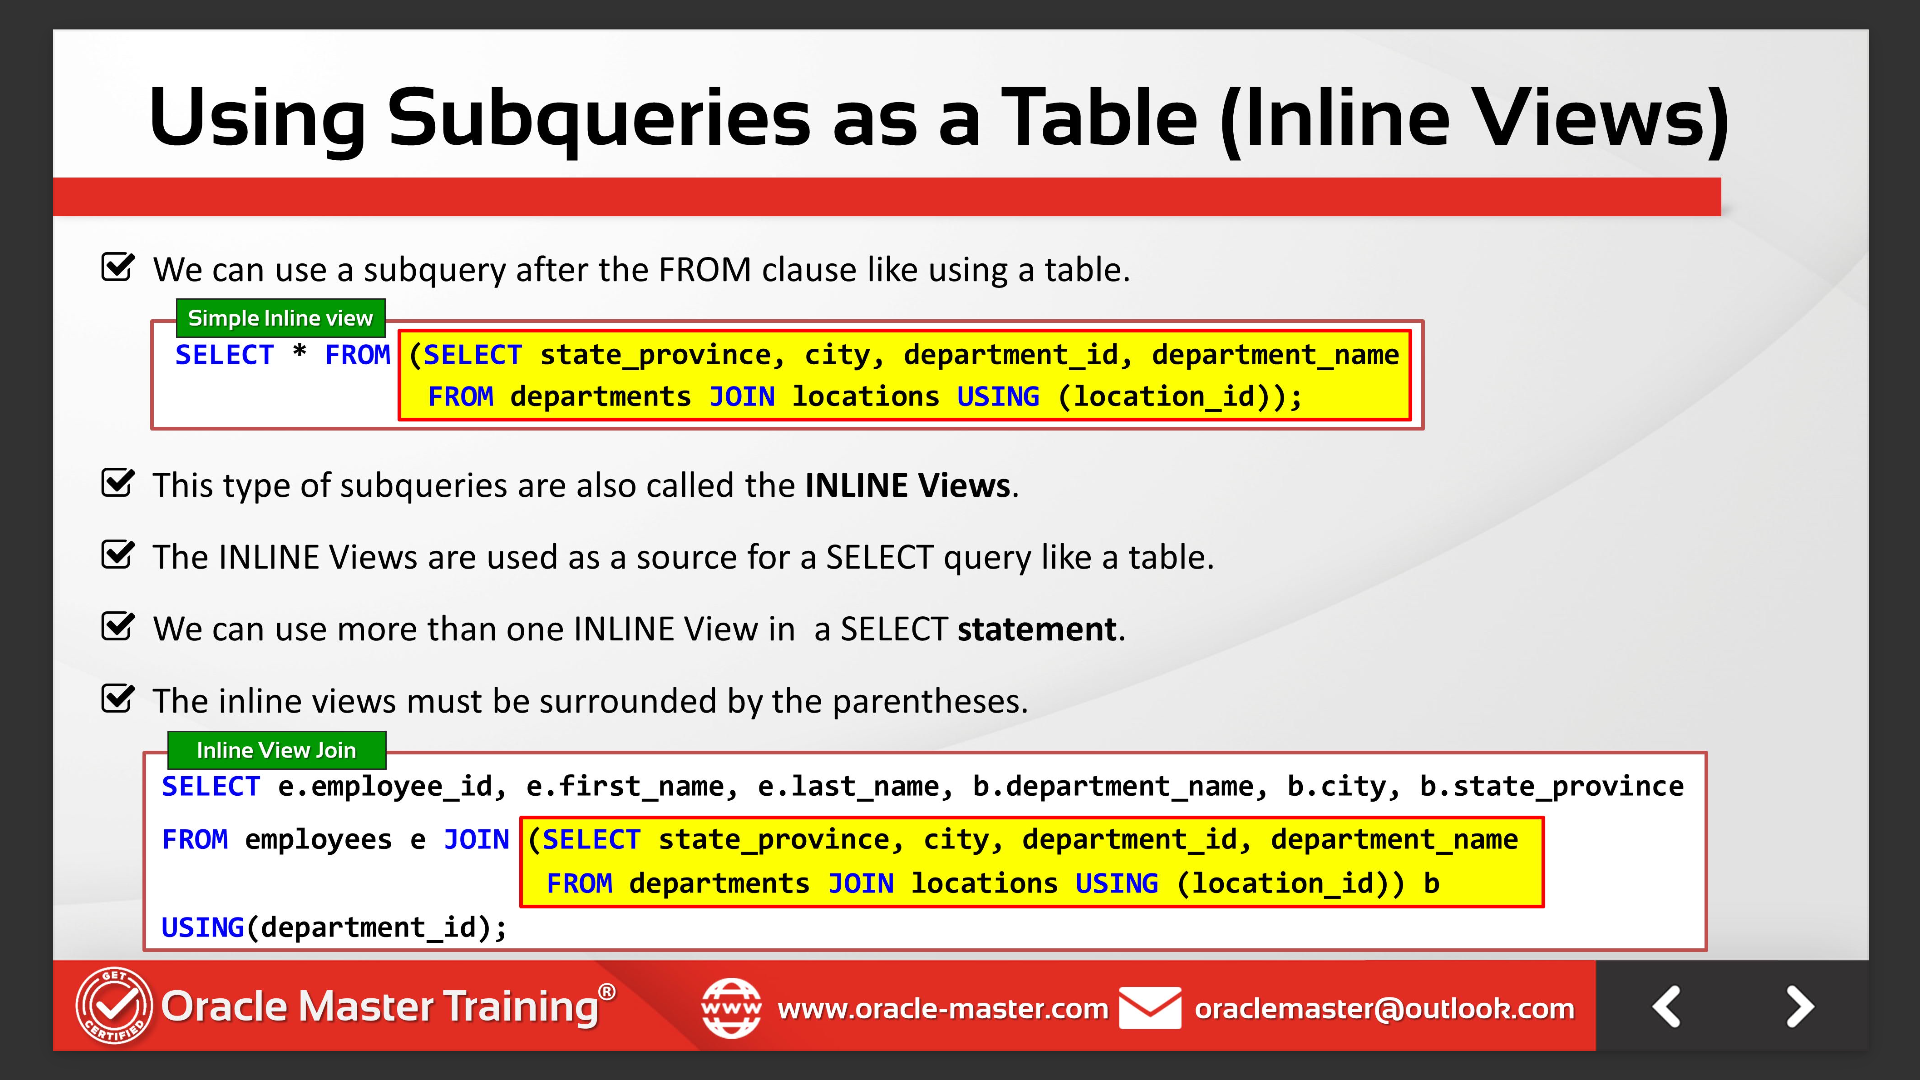 Using Subqueries as a Table (Inline Views)
We can use a subquery after the FROM clause like using a table.
Simple Inline view
SELECT * FROM (SELECT state_province, city, department_id, department_name
FROM departments JOIN locations USING (location_id));
This type of subqueries are also called the INLINE Views.
The INLINE Views are used as a source for a SELECT query like a table.
We can use more than one INLINE View in  a SELECT statement.
The inline views must be surrounded by the parentheses.
Inline View Join
SELECT e.employee_id, e.first_name, e.last_name, b.department_name, b.city, b.state_province
FROM employees e JOIN (SELECT state_province, city, department_id, department_name
FROM departments JOIN locations USING (location_id)) b
USING(department_id);
GET
CERTIFIED
Oracle Master Training®
www
www.oracle-master.com
oraclemaster@outlook.com